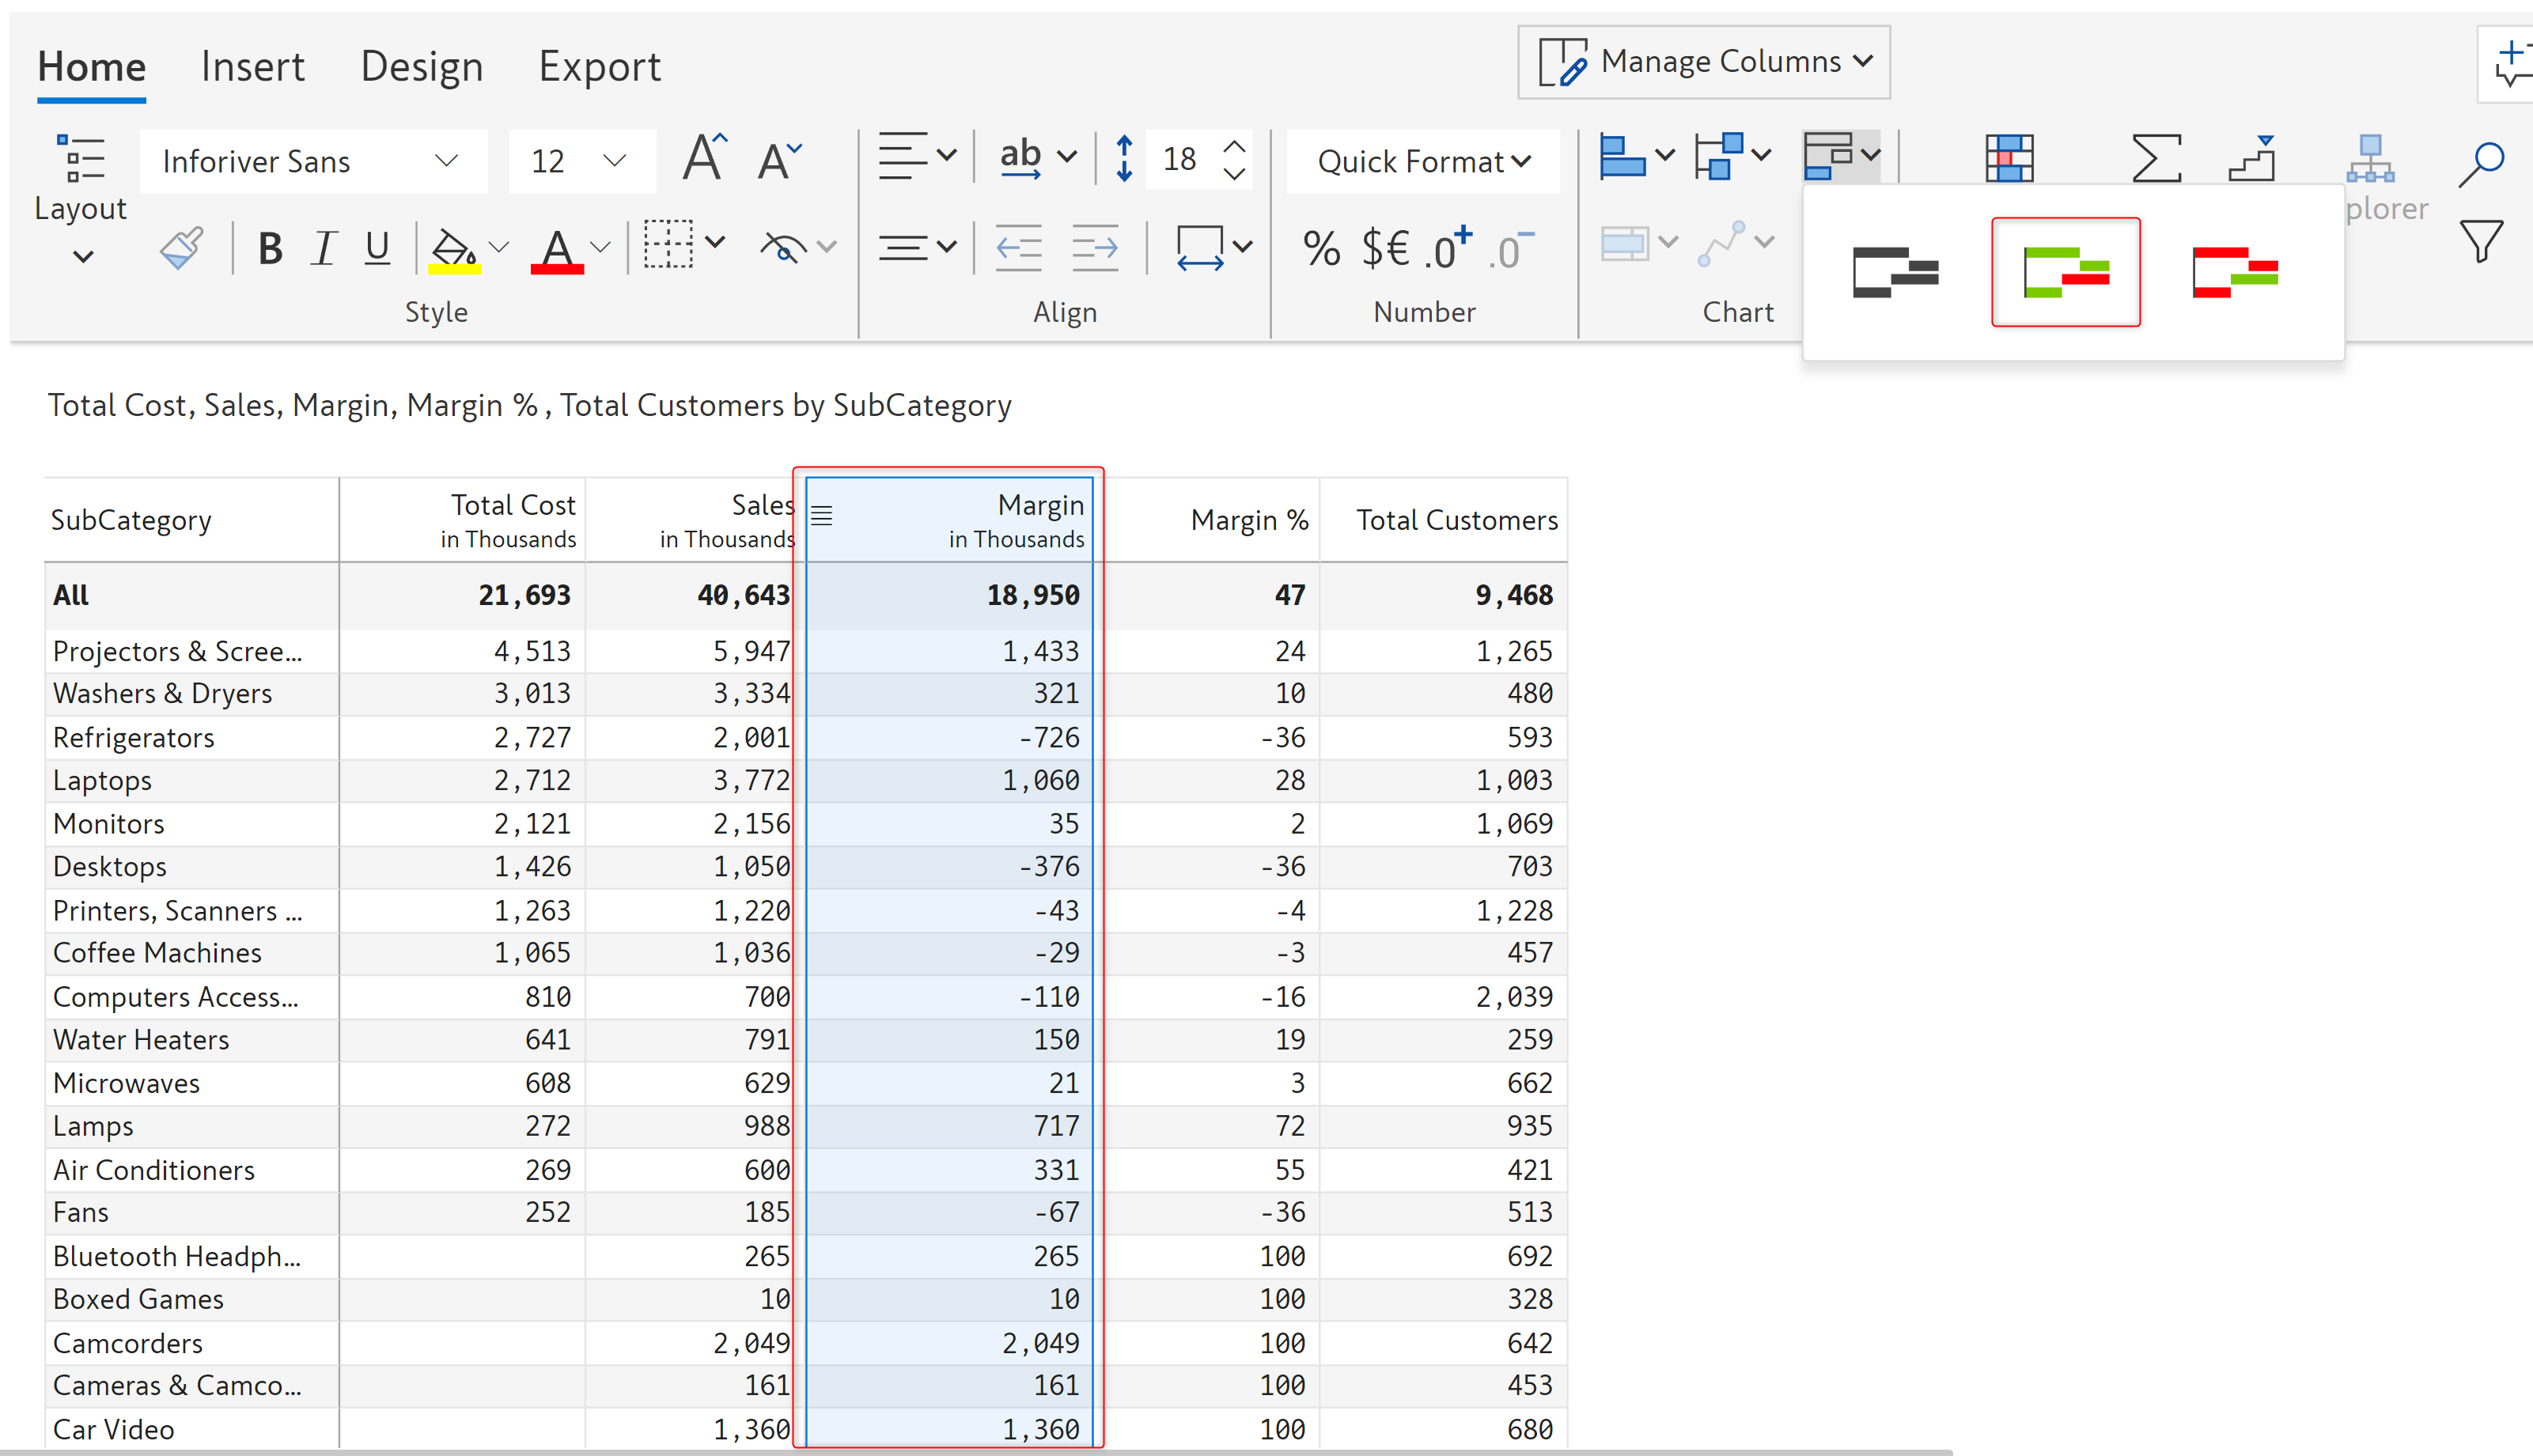 Home Insert Design Export Manage Columns
Inforiver Sans 12 ab 18 Quick Format
Layout plorer
B I U A % $€ .0+ .0-
Style Align Number Chart
Total Cost, Sales, Margin, Margin % , Total Customers by SubCategory
SubCategory Total Cost in Thousands Sales in Thousands Margin in Thousands Margin % Total Customers
All 21,693 40,643 18,950 47 9,468
Projectors & Scree... 4,513 5,947 1,433 24 1,265
Washers & Dryers 3,013 3,334 321 10 480
Refrigerators 2,727 2,001 -726 -36 593
Laptops 2,712 3,772 1,060 28 1,003
Monitors 2,121 2,156 35 2 1,069
Desktops 1,426 1,050 -376 -36 703
Printers, Scanners ... 1,263 1,220 -43 -4 1,228
Coffee Machines 1,065 1,036 -29 -3 457
Computers Access... 810 700 -110 -16 2,039
Water Heaters 641 791 150 19 259
Microwaves 608 629 21 3 662
Lamps 272 988 717 72 935
Air Conditioners 269 600 331 55 421
Fans 252 185 -67 -36 513
Bluetooth Headph... 265 265 100 692
Boxed Games 10 10 100 328
Camcorders 2,049 2,049 100 642
Cameras & Camco... 161 161 100 453
Car Video 1,360 1,360 100 680